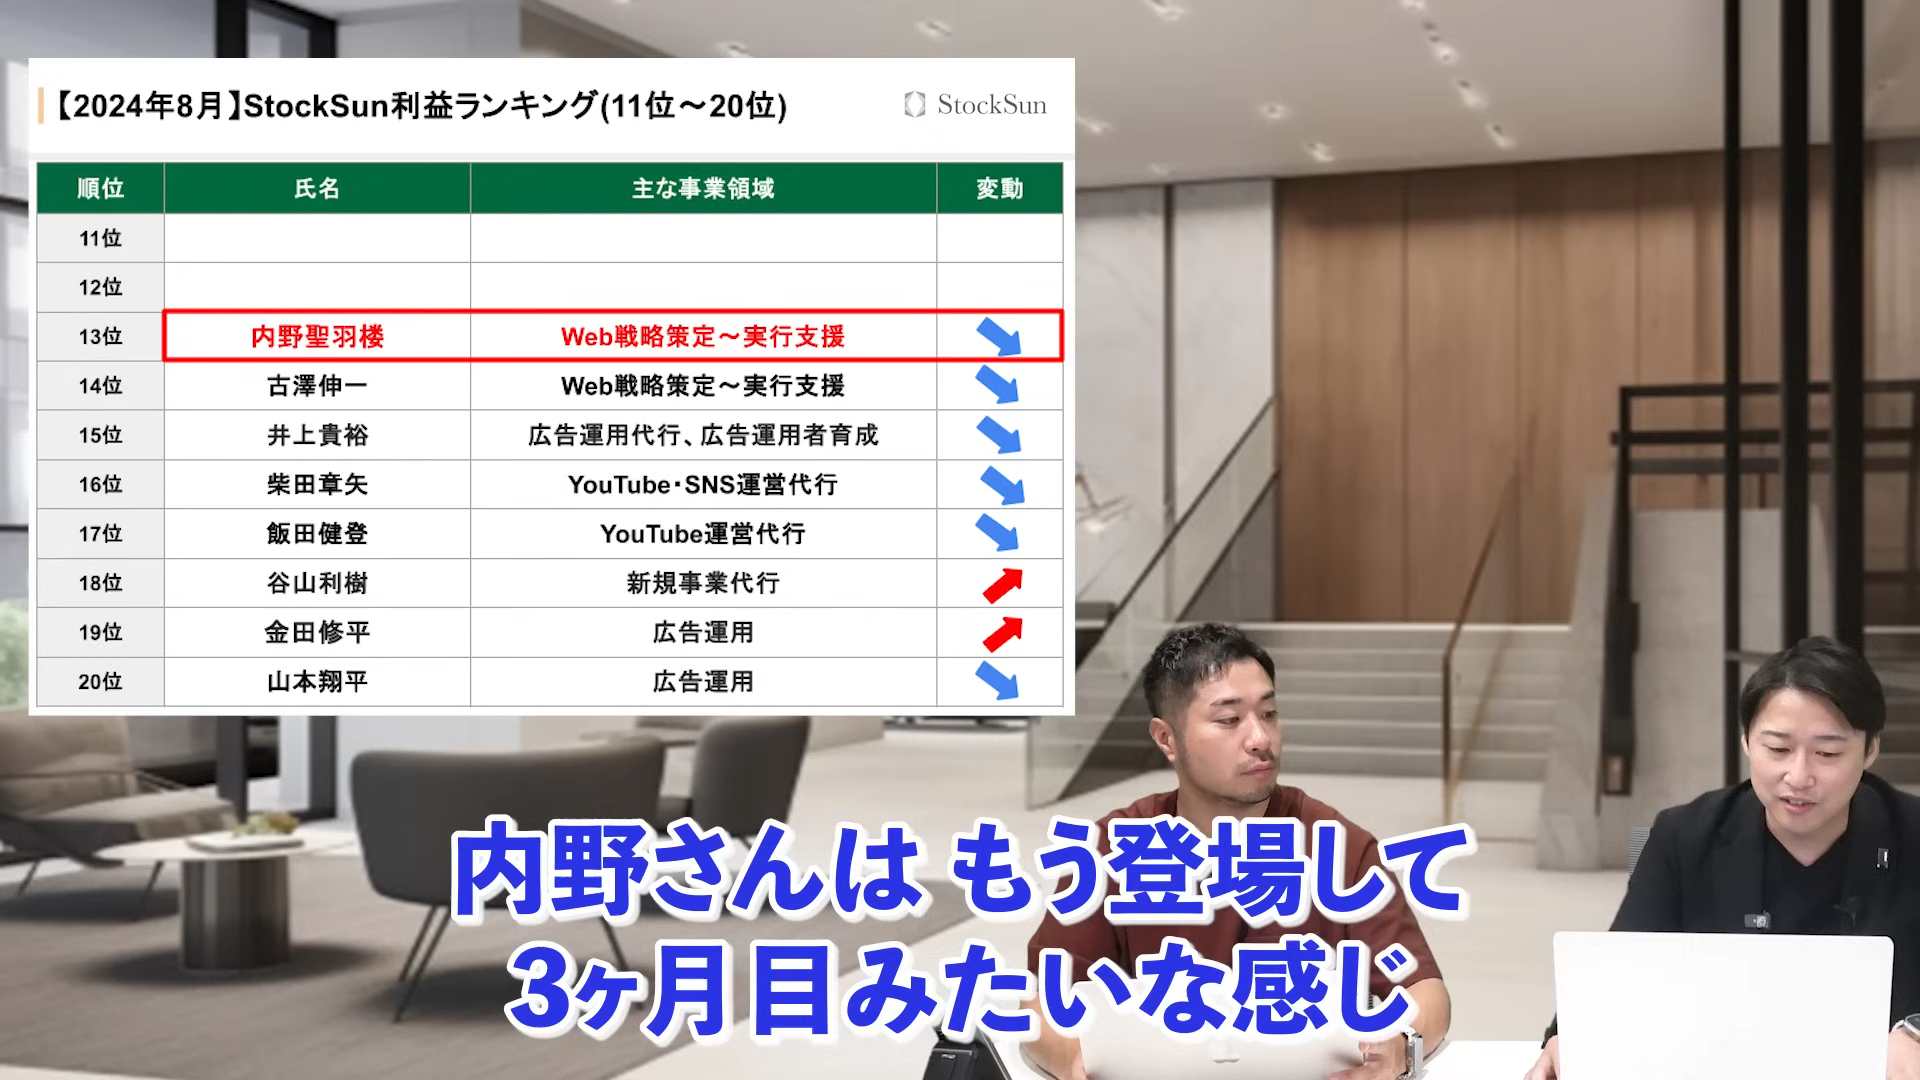 【2024年8月】StockSun利益ランキング(11位～20位)
StockSun
順位 氏名 主な事業領域 変動
11位
12位
13位 内野聖羽楼 Web戦略策定～実行支援
14位 古澤伸一 Web戦略策定～実行支援
15位 井上貴裕 広告運用代行、広告運用者育成
16位 柴田章矢 YouTube・SNS運営代行
17位 飯田健登 YouTube運営代行
18位 谷山利樹 新規事業代行
19位 金田修平 広告運用
20位 山本翔平 広告運用
内野さんは もう登場して
3ヶ月目みたいな感じ